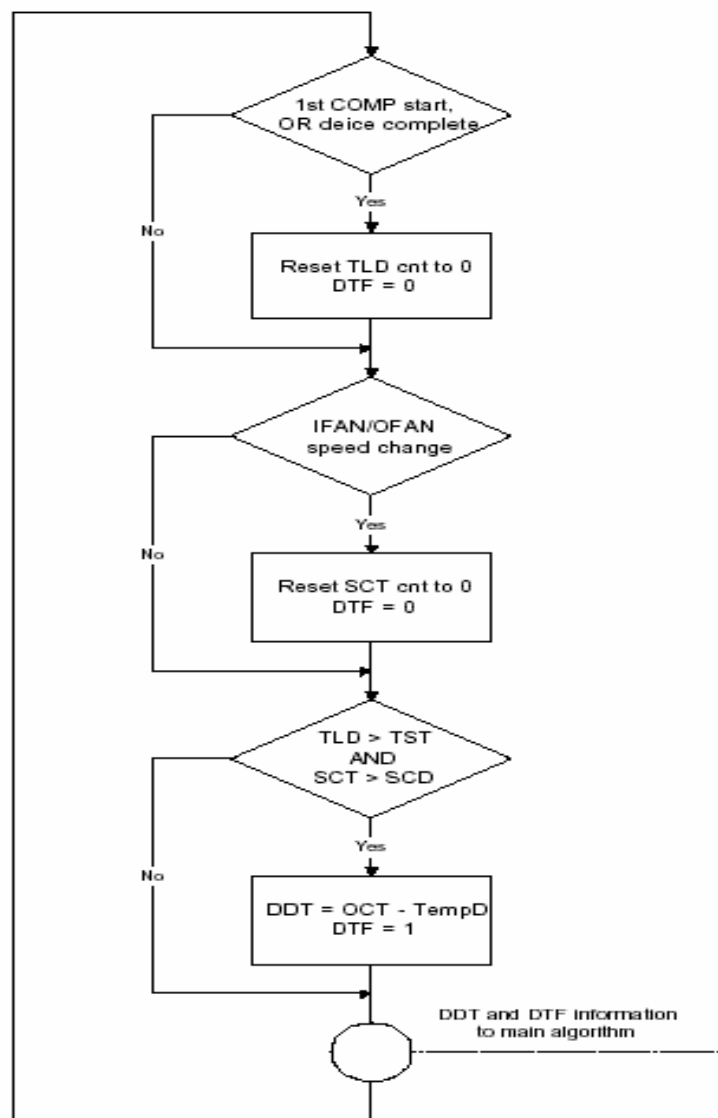 1st COMP start,
OR deice complete
Yes
No
Reset TLD cnt to 0
DTF = 0
IFAN/OFAN
speed change
Yes
No
Reset SCT cnt to 0
DTF = 0
TLD > TST
AND
SCT > SCD
Yes
No
DDT = OCT - TempD
DTF = 1
DDT and DTF information
to main algorithm